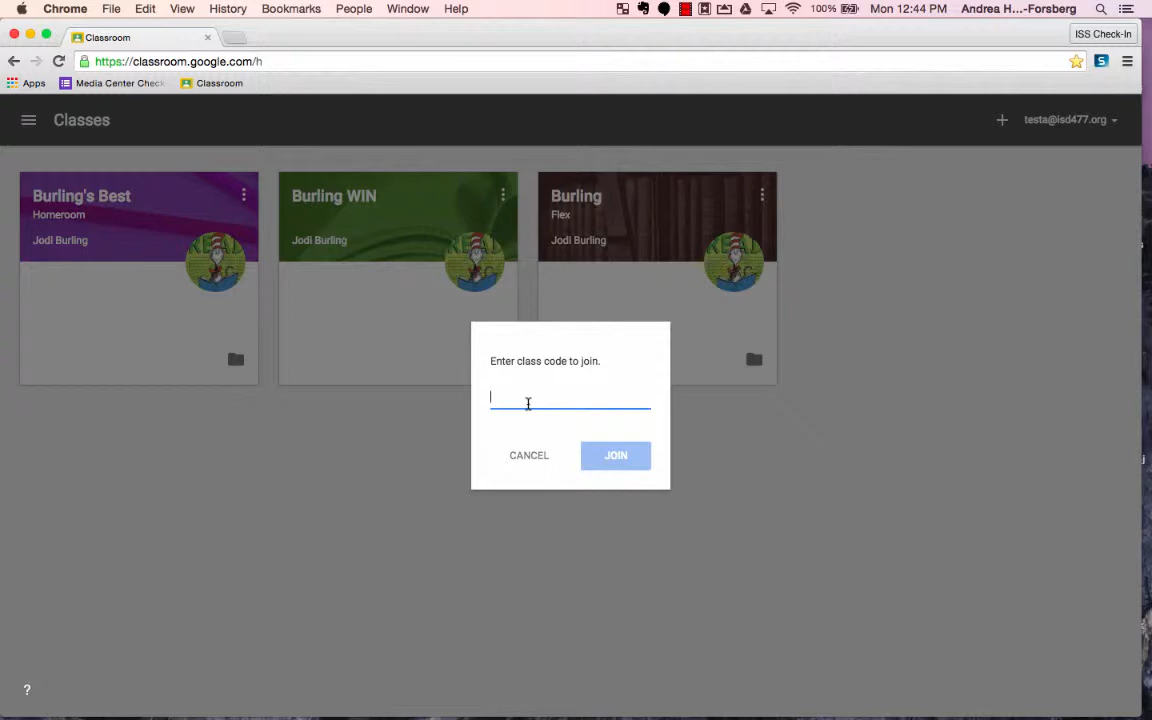 Chrome File Edit View History Bookmarks People Window Help 100% Mon 12:44 PM Andrea H...-Forsberg
Classroom
ISS Check-In
https://classroom.google.com/h
Apps Media Center Check Classroom
Classes
testa@isd477.org
Burling's Best
Homeroom
Jodi Burling
Burling WIN
Jodi Burling
Burling
Flex
Jodi Burling
Enter class code to join.
CANCEL JOIN
?